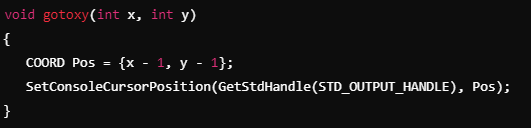 void gotoxy(int x, int y)
{
COORD Pos = {x - 1, y - 1};
SetConsoleCursorPosition(GetStdHandle(STD_OUTPUT_HANDLE), Pos);
}